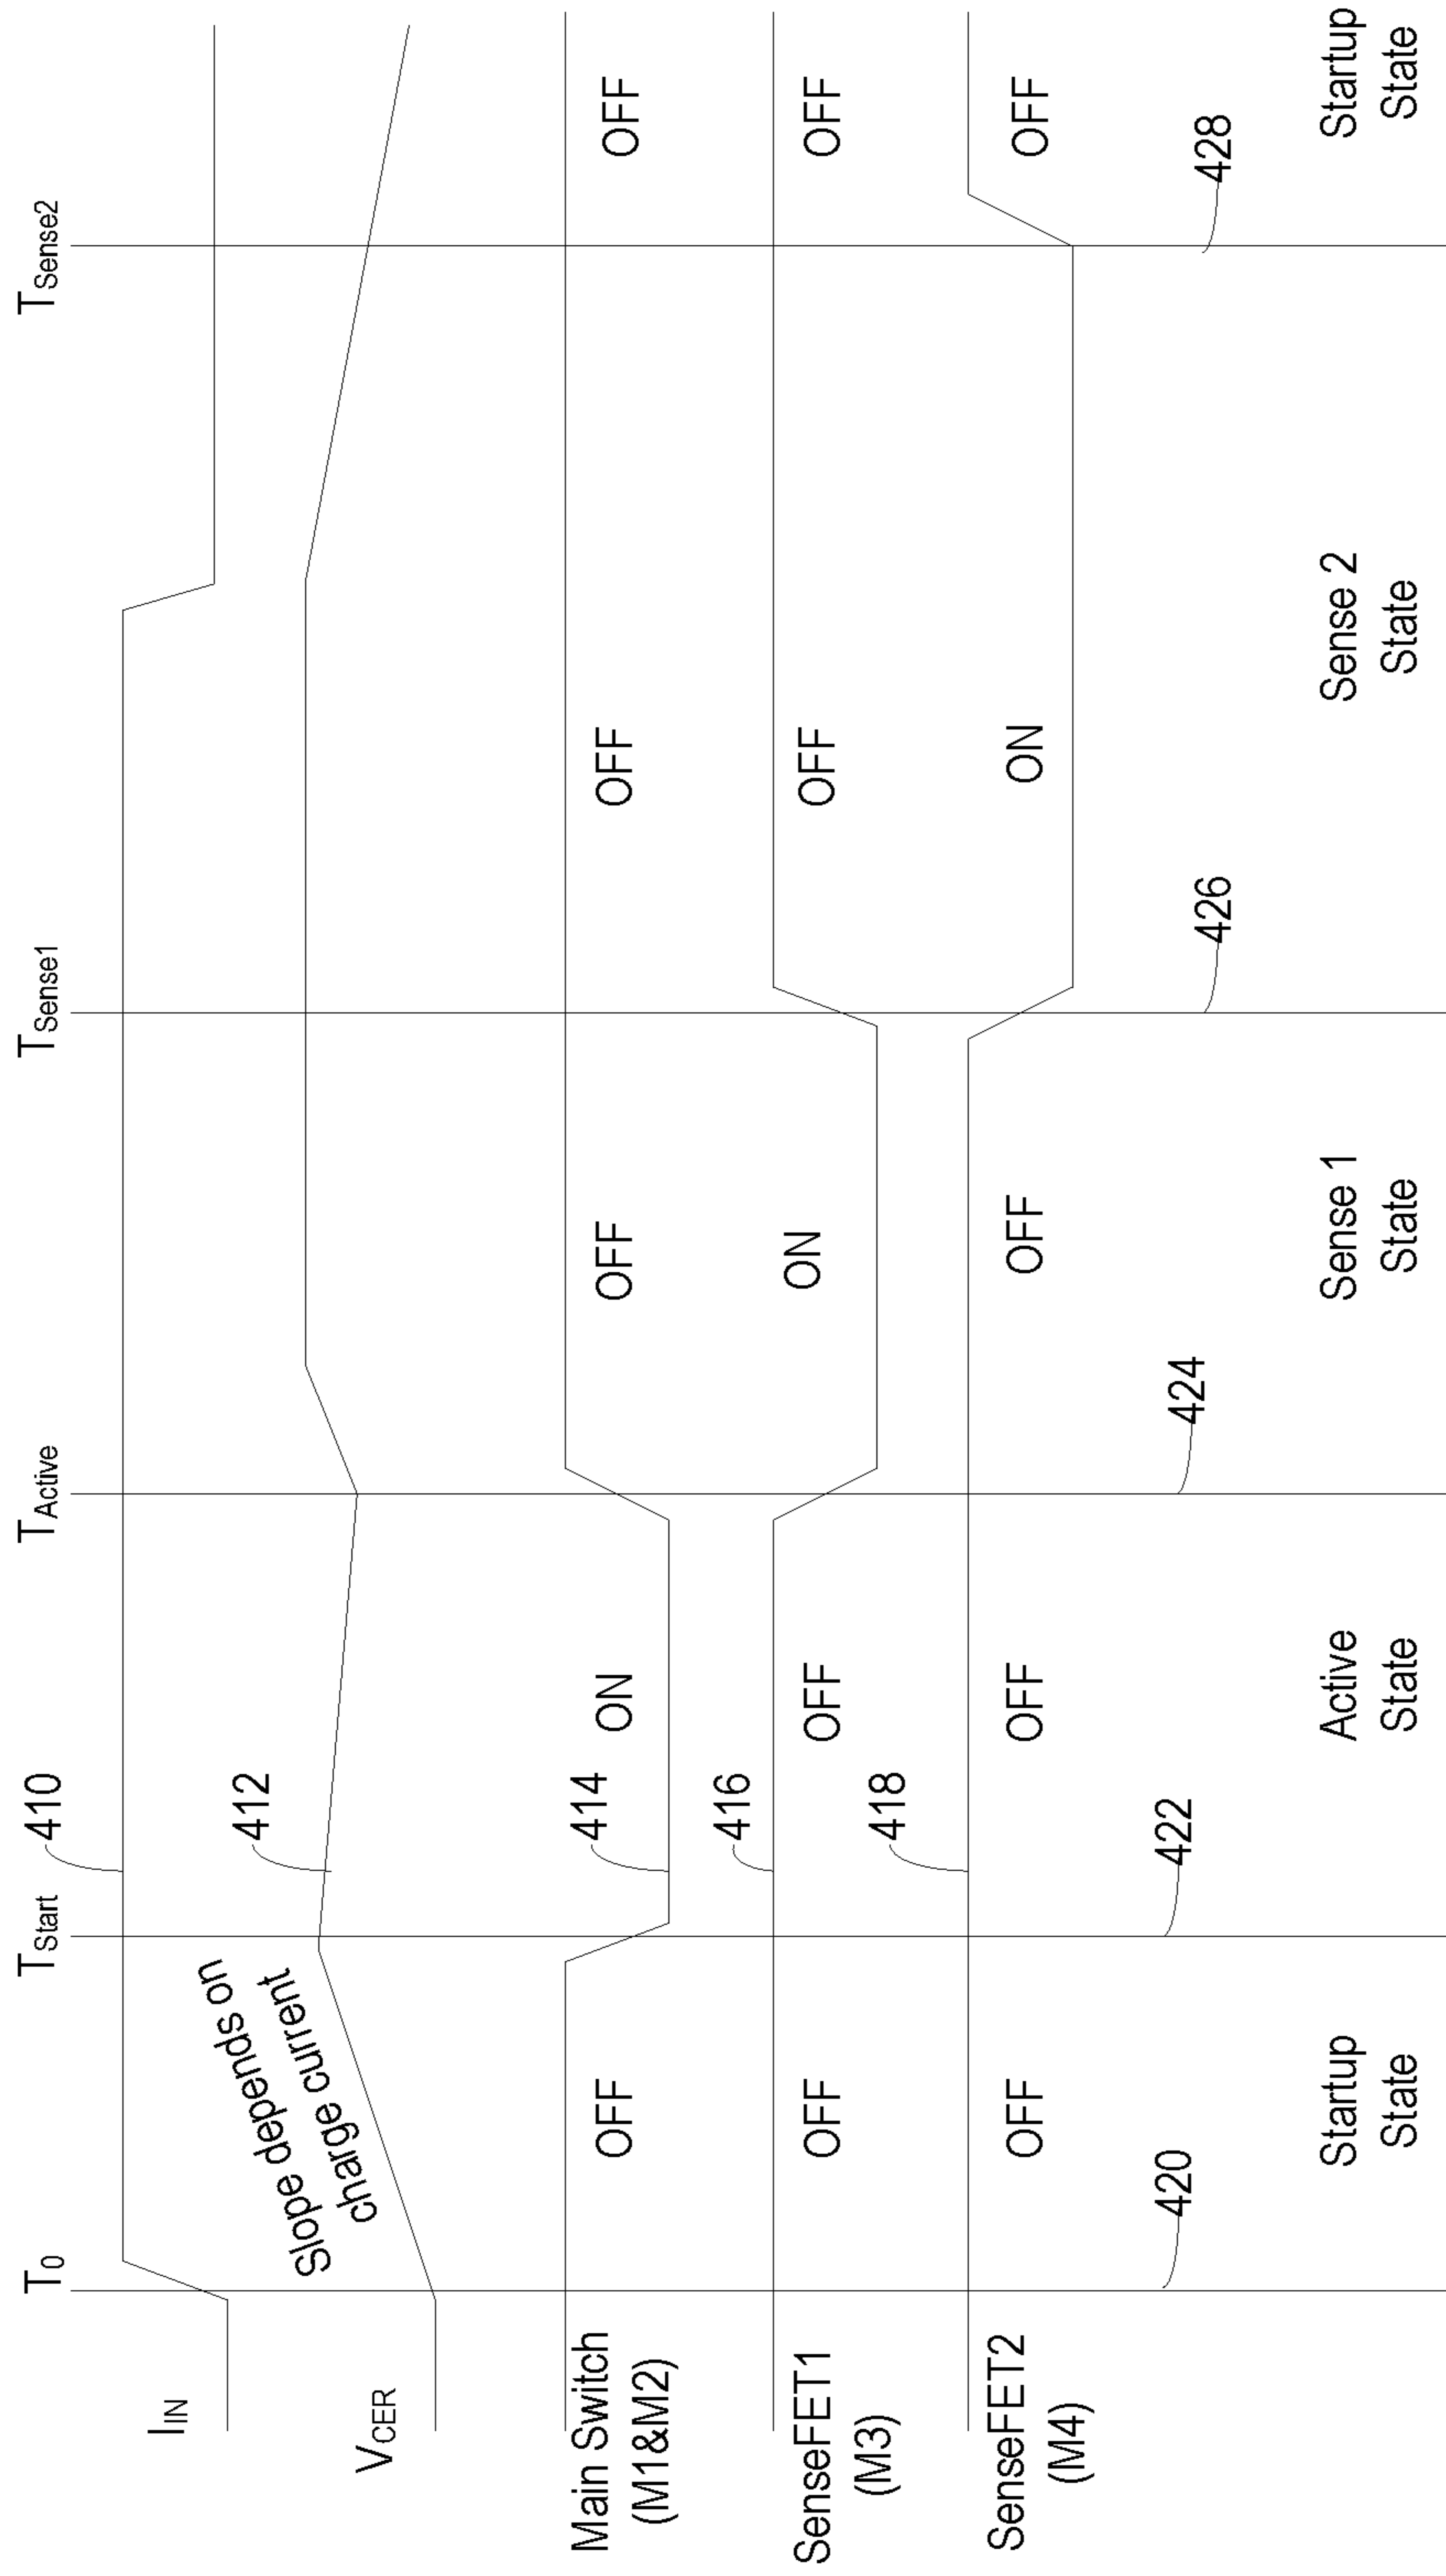 T0
TStart
TActive
TSense1
TSense2
410
IIN
Slope depends on
charge current
412
VCER
414
Main Switch
(M1&M2)
OFF
ON
OFF
OFF
OFF
416
SenseFET1
(M3)
OFF
OFF
ON
OFF
OFF
418
SenseFET2
(M4)
OFF
OFF
OFF
ON
OFF
420
422
424
426
428
Startup
State
Active
State
Sense 1
State
Sense 2
State
Startup
State